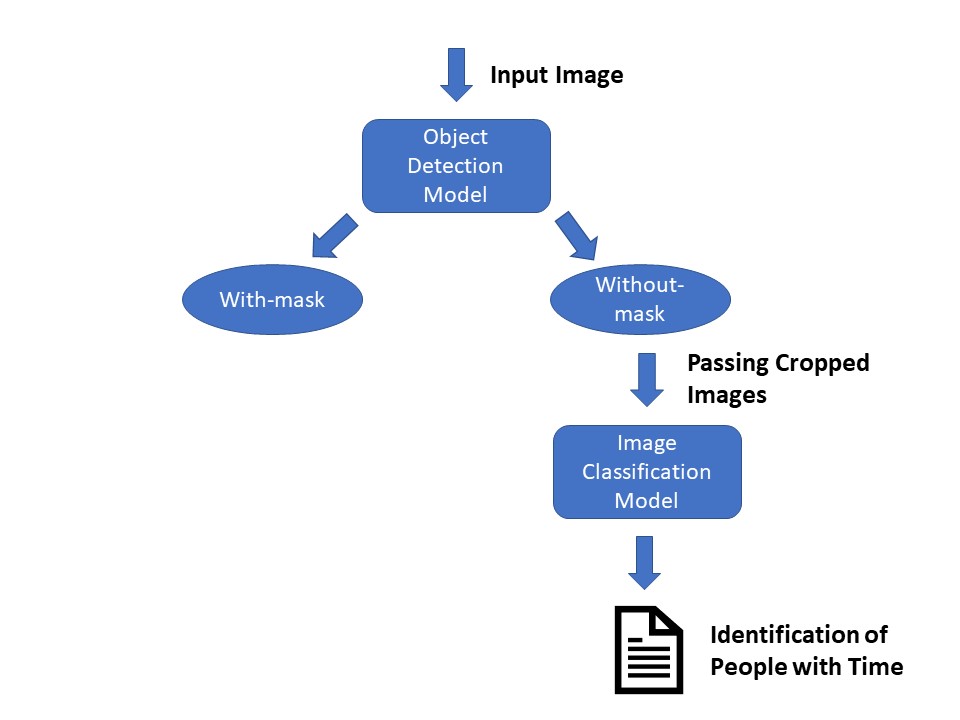 Input Image
Object
Detection
Model
With-mask
Without-
mask
Passing Cropped
Images
Image
Classification
Model
Identification of
People with Time